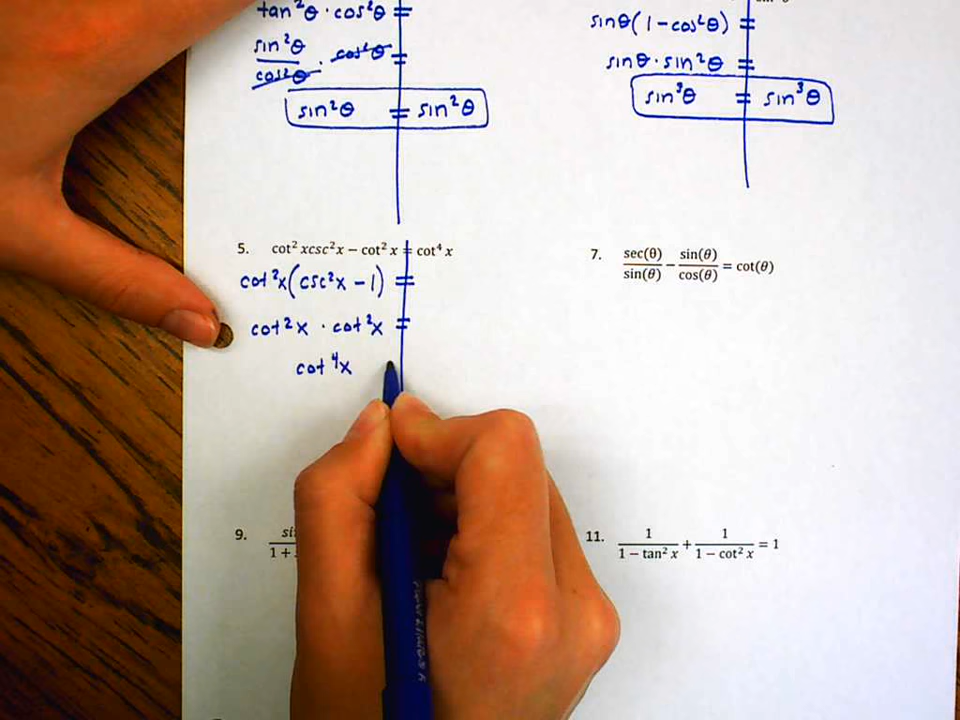 tan²θ · cos²θ =
sin²θ / cos²θ · cos²θ =
sin²θ = sin²θ
sinθ(1-cos²θ) =
sinθ·sin²θ =
sin³θ = sin³θ
5. cot² xcsc² x − cot² x = cot⁴ x
cot²x(csc²x - 1) =
cot²x · cot²x =
cot⁴x
7. sec(θ)/sin(θ) − sin(θ)/cos(θ) = cot(θ)
9.
1 +
11. 1/(1 − tan² x) + 1/(1 − cot² x) = 1